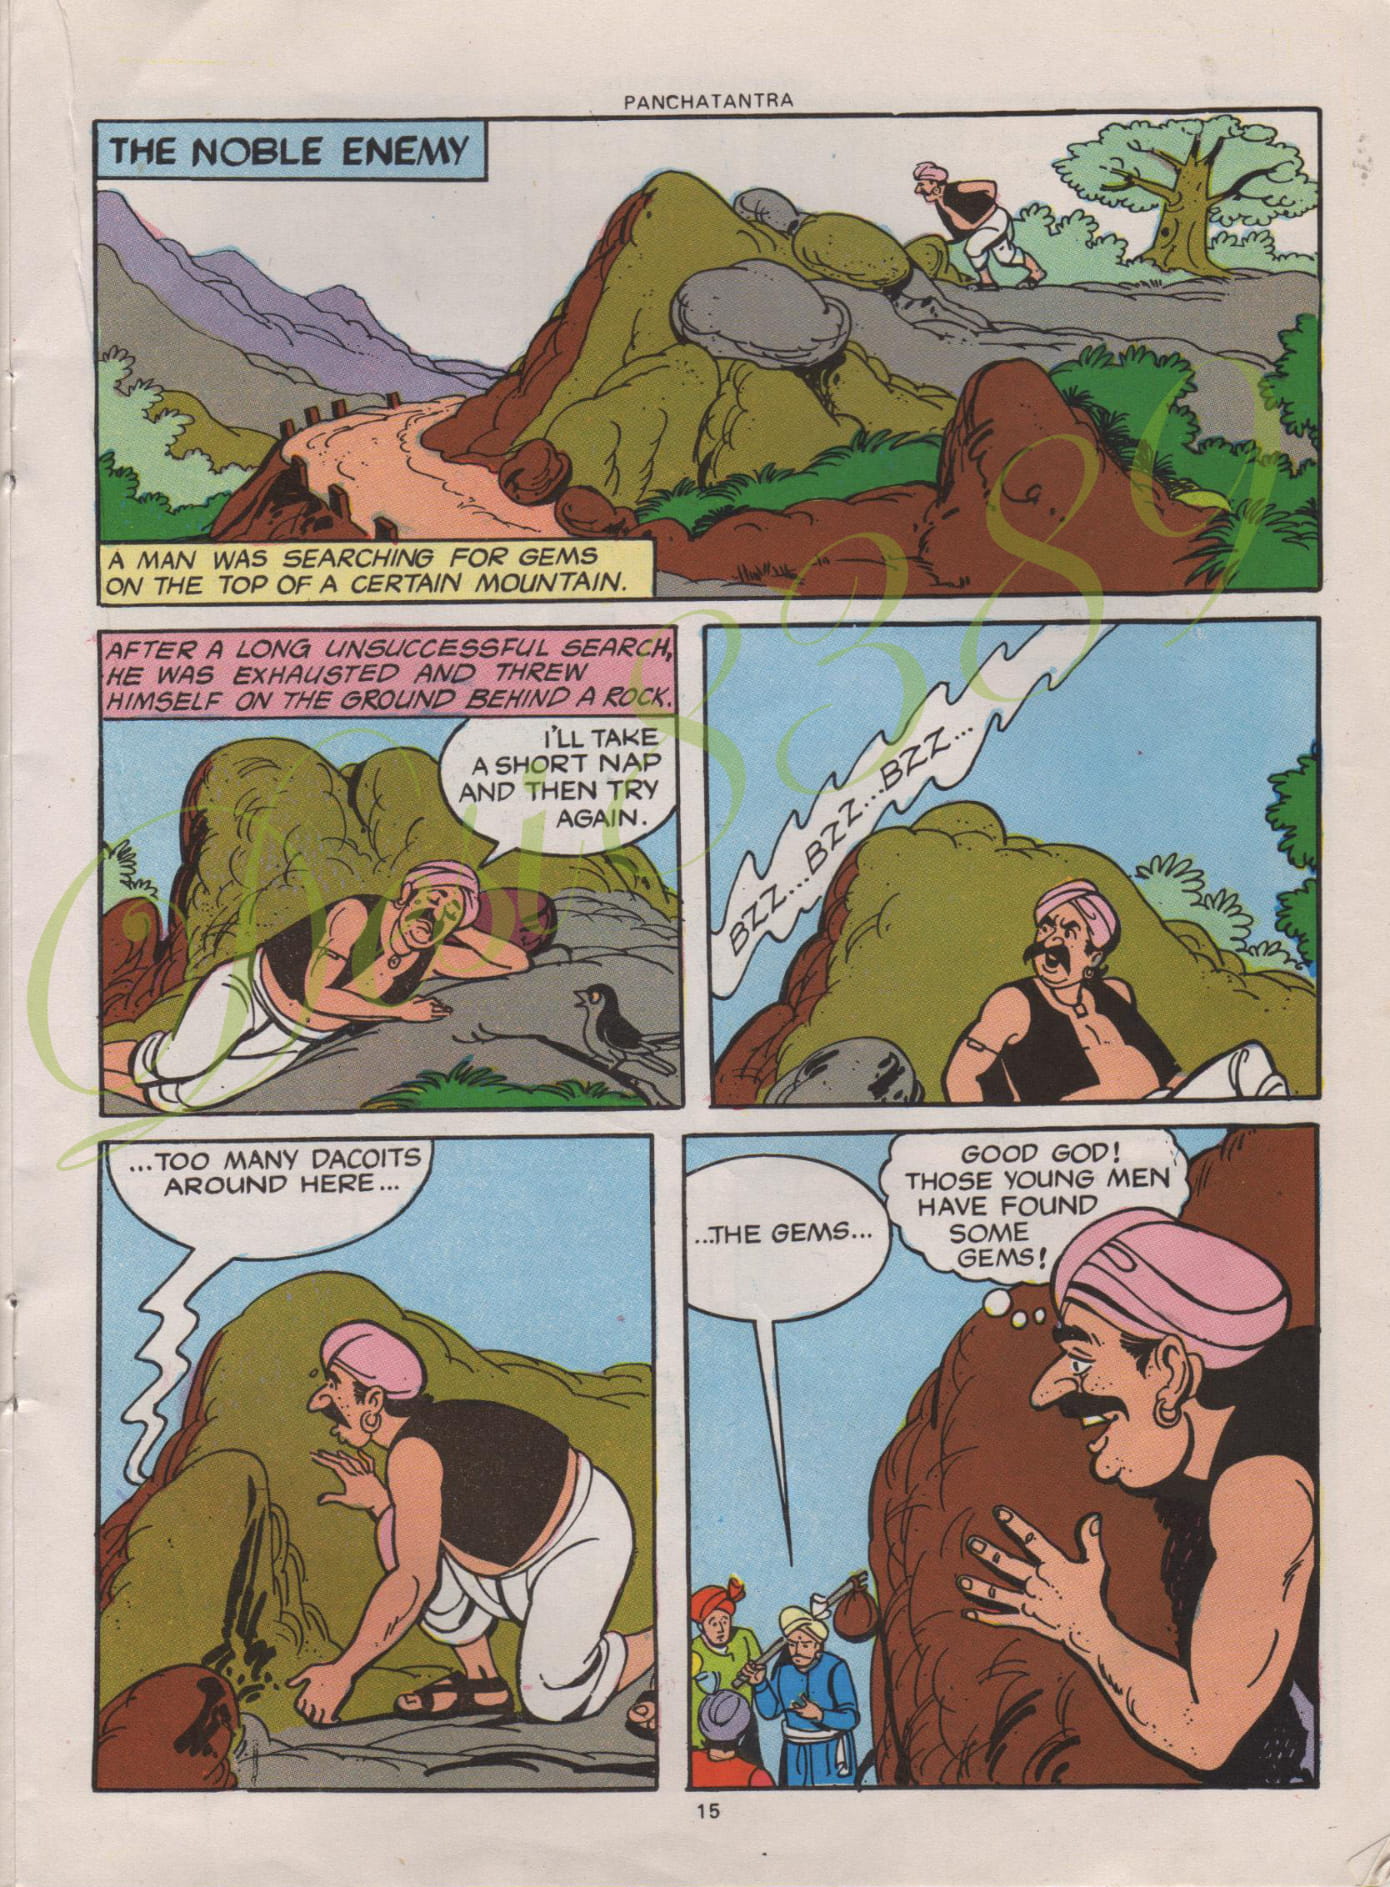 PANCHATANTRA
THE NOBLE ENEMY
A MAN WAS SEARCHING FOR GEMS
ON THE TOP OF A CERTAIN MOUNTAIN.
AFTER A LONG UNSUCCESSFUL SEARCH,
HE WAS EXHAUSTED AND THREW
HIMSELF ON THE GROUND BEHIND A ROCK.
I'LL TAKE
A SHORT NAP
AND THEN TRY
AGAIN.
BZZ...BZZ...BZZ...
...TOO MANY DACOITS
AROUND HERE...
...THE GEMS...
GOOD GOD!
THOSE YOUNG MEN
HAVE FOUND
SOME
GEMS!
15